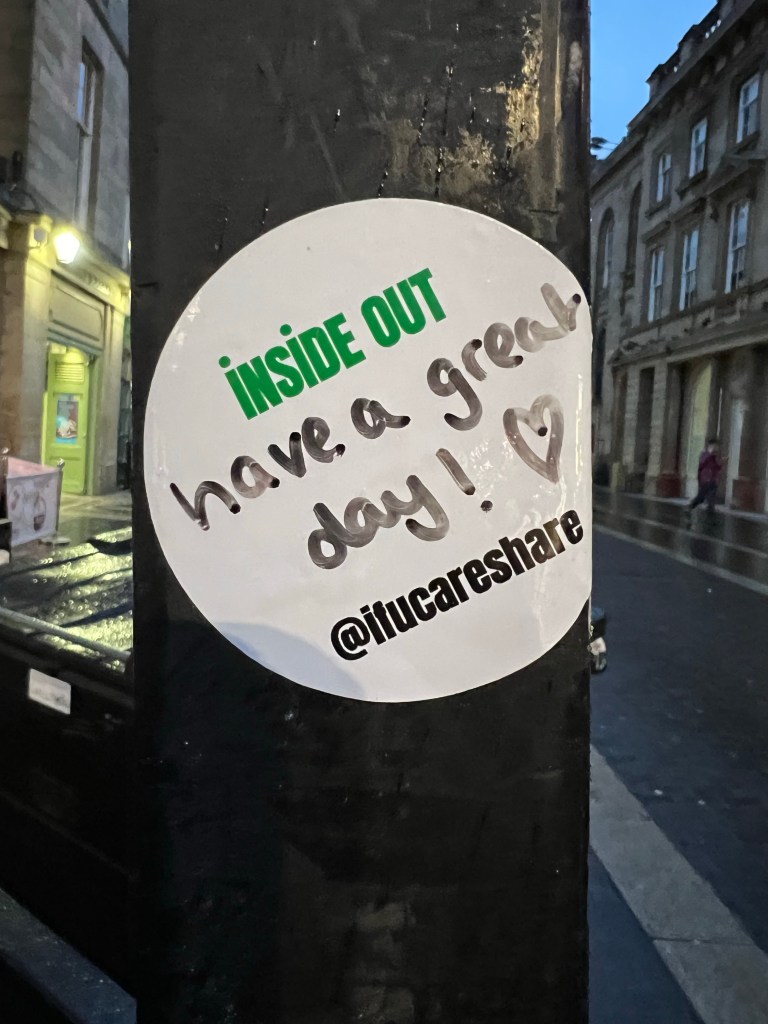 iNSiDE OUT
have a great
day! ♡
@ifucareshare